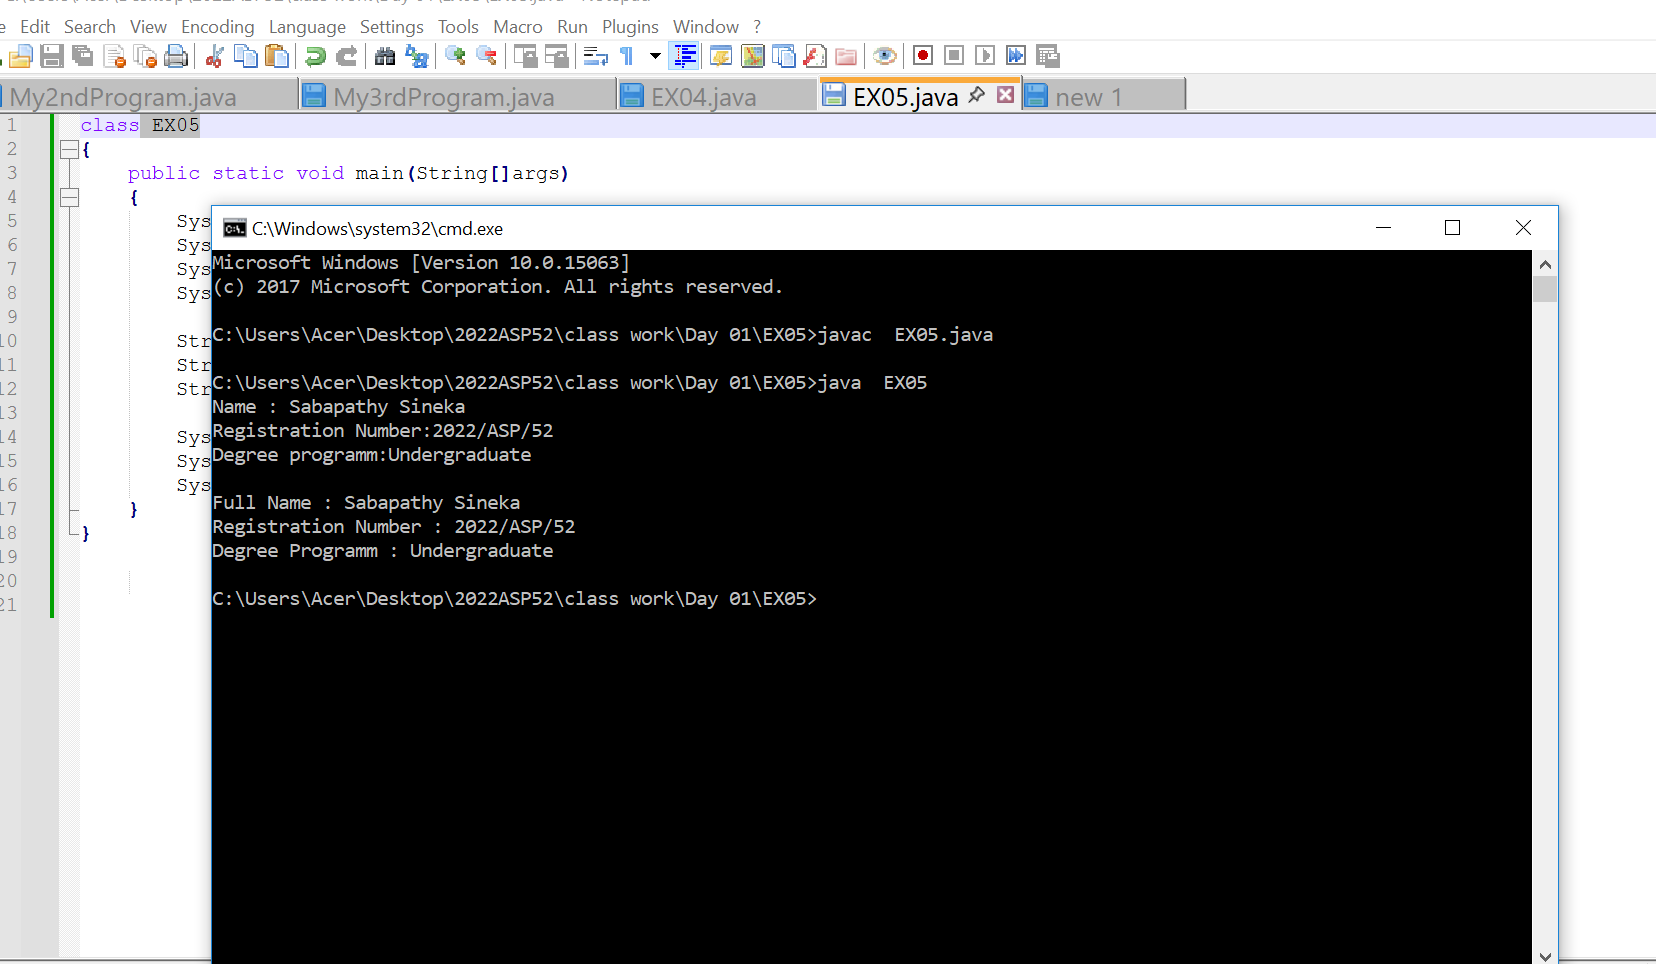 Edit Search View Encoding Language Settings Tools Macro Run Plugins Window ?
My2ndProgram.java My3rdProgram.java EX04.java EX05.java new 1
1 class EX05
2 {
3 public static void main(String[]args)
4 {
5 Sys
6 Sys
7 Sys
8 Sys
9
10 Str
11 Str
12 Str
13
14 Sys
15 Sys
16 Sys
17 }
18 }
19
20
21
C:\Windows\system32\cmd.exe
Microsoft Windows [Version 10.0.15063]
(c) 2017 Microsoft Corporation. All rights reserved.
C:\Users\Acer\Desktop\2022ASP52\class work\Day 01\EX05>javac  EX05.java
C:\Users\Acer\Desktop\2022ASP52\class work\Day 01\EX05>java  EX05
Name : Sabapathy Sineka
Registration Number:2022/ASP/52
Degree programm:Undergraduate
Full Name : Sabapathy Sineka
Registration Number : 2022/ASP/52
Degree Programm : Undergraduate
C:\Users\Acer\Desktop\2022ASP52\class work\Day 01\EX05>